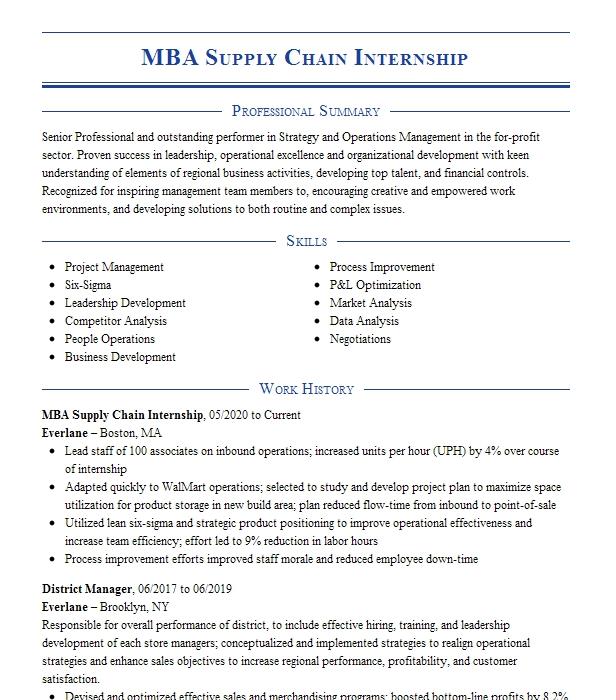 MBA Supply Chain Internship
Professional Summary
Senior Professional and outstanding performer in Strategy and Operations Management in the for-profit
sector. Proven success in leadership, operational excellence and organizational development with keen
understanding of elements of regional business activities, developing top talent, and financial controls.
Recognized for inspiring management team members to, encouraging creative and empowered work
environments, and developing solutions to both routine and complex issues.
Skills
• Project Management
• Six-Sigma
• Leadership Development
• Competitor Analysis
• People Operations
• Business Development
• Process Improvement
• P&L Optimization
• Market Analysis
• Data Analysis
• Negotiations
Work History
MBA Supply Chain Internship, 05/2020 to Current
Everlane – Boston, MA
• Lead staff of 100 associates on inbound operations; increased units per hour (UPH) by 4% over course
of internship
• Adapted quickly to WalMart operations; selected to study and develop project plan to maximize space
utilization for product storage in new build area; plan reduced flow-time from inbound to point-of-sale
• Utilized lean six-sigma and strategic product positioning to improve operational effectiveness and
increase team efficiency; effort led to 9% reduction in labor hours
• Process improvement efforts improved staff morale and reduced employee down-time
District Manager, 06/2017 to 06/2019
Everlane – Brooklyn, NY
Responsible for overall performance of district, to include effective hiring, training, and leadership
development of each store managers; conceptualized and implemented strategies to realign operational
strategies and enhance sales objectives to increase regional performance, profitability, and customer
satisfaction.
• Devised and optimized effective sales and merchandising programs; boosted bottom-line profits by 8.2%